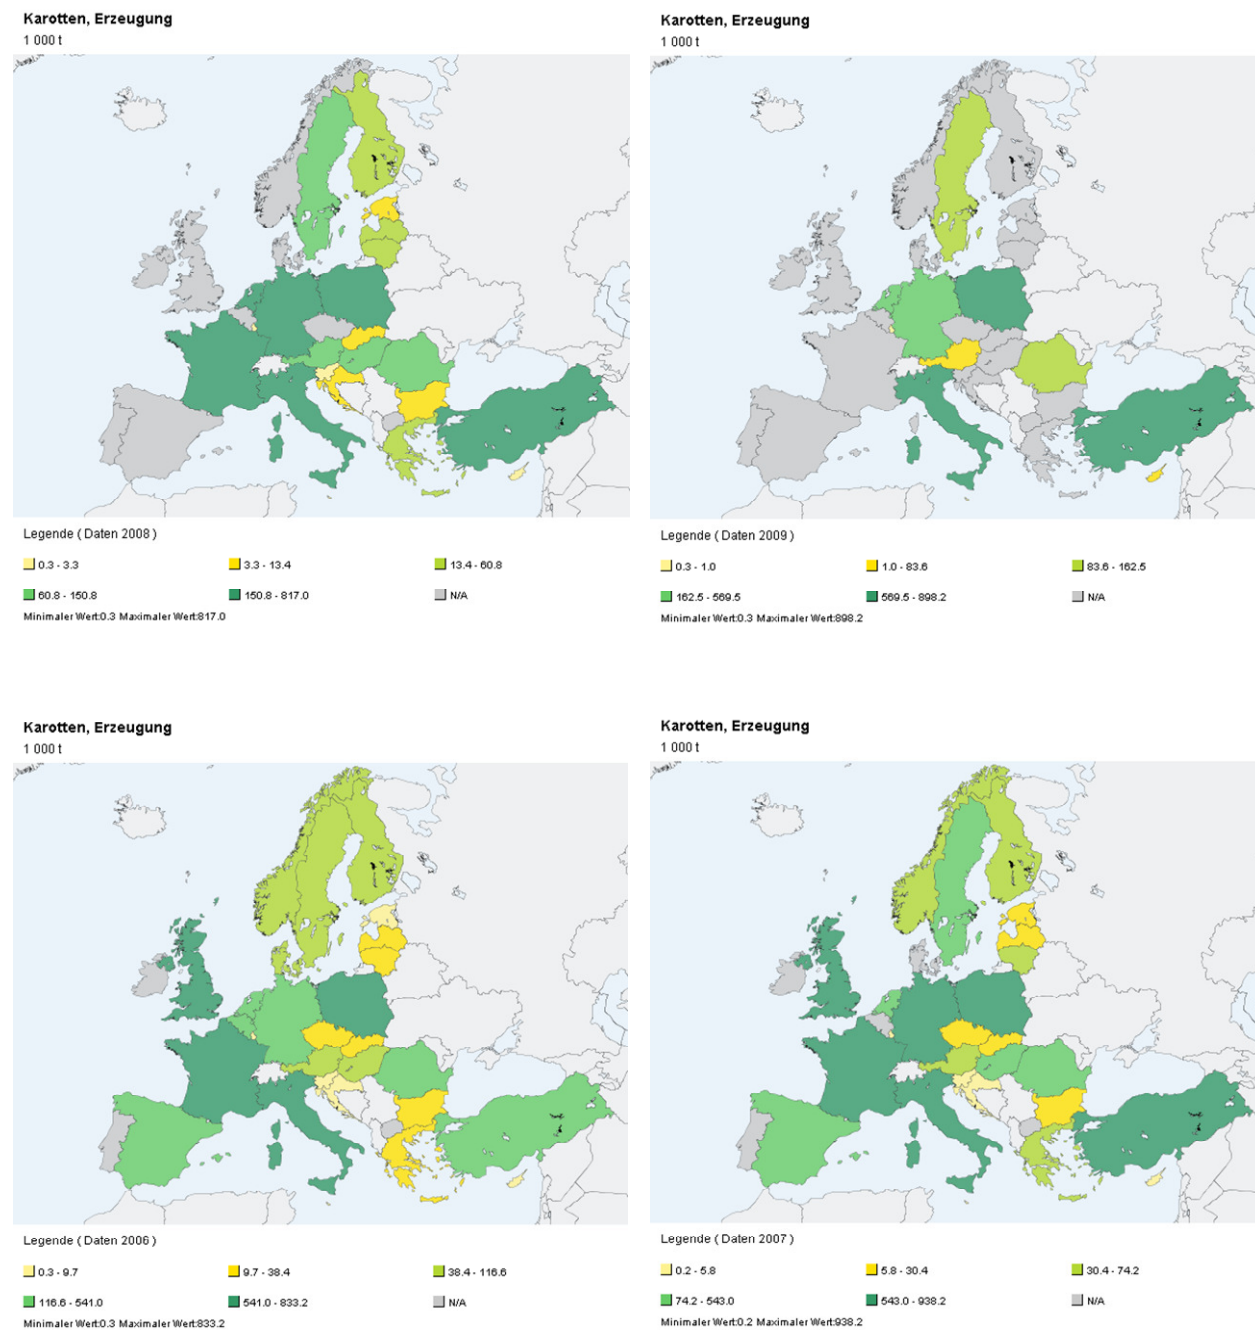 Karotten, Erzeugung
1 000 t
Legende ( Daten 2008 )
0.3 - 3.3
3.3 - 13.4
13.4 - 60.8
60.8 - 150.8
150.8 - 817.0
N/A
Minimaler Wert:0.3 Maximaler Wert:817.0
Karotten, Erzeugung
1 000 t
Legende ( Daten 2009 )
0.3 - 1.0
1.0 - 83.6
83.6 - 162.5
162.5 - 569.5
569.5 - 898.2
N/A
Minimaler Wert:0.3 Maximaler Wert:898.2
Karotten, Erzeugung
1 000 t
Legende ( Daten 2006 )
0.3 - 9.7
9.7 - 38.4
38.4 - 116.6
116.6 - 541.0
541.0 - 833.2
N/A
Minimaler Wert:0.3 Maximaler Wert:833.2
Karotten, Erzeugung
1 000 t
Legende ( Daten 2007 )
0.2 - 5.8
5.8 - 30.4
30.4 - 74.2
74.2 - 543.0
543.0 - 938.2
N/A
Minimaler Wert:0.2 Maximaler Wert:938.2